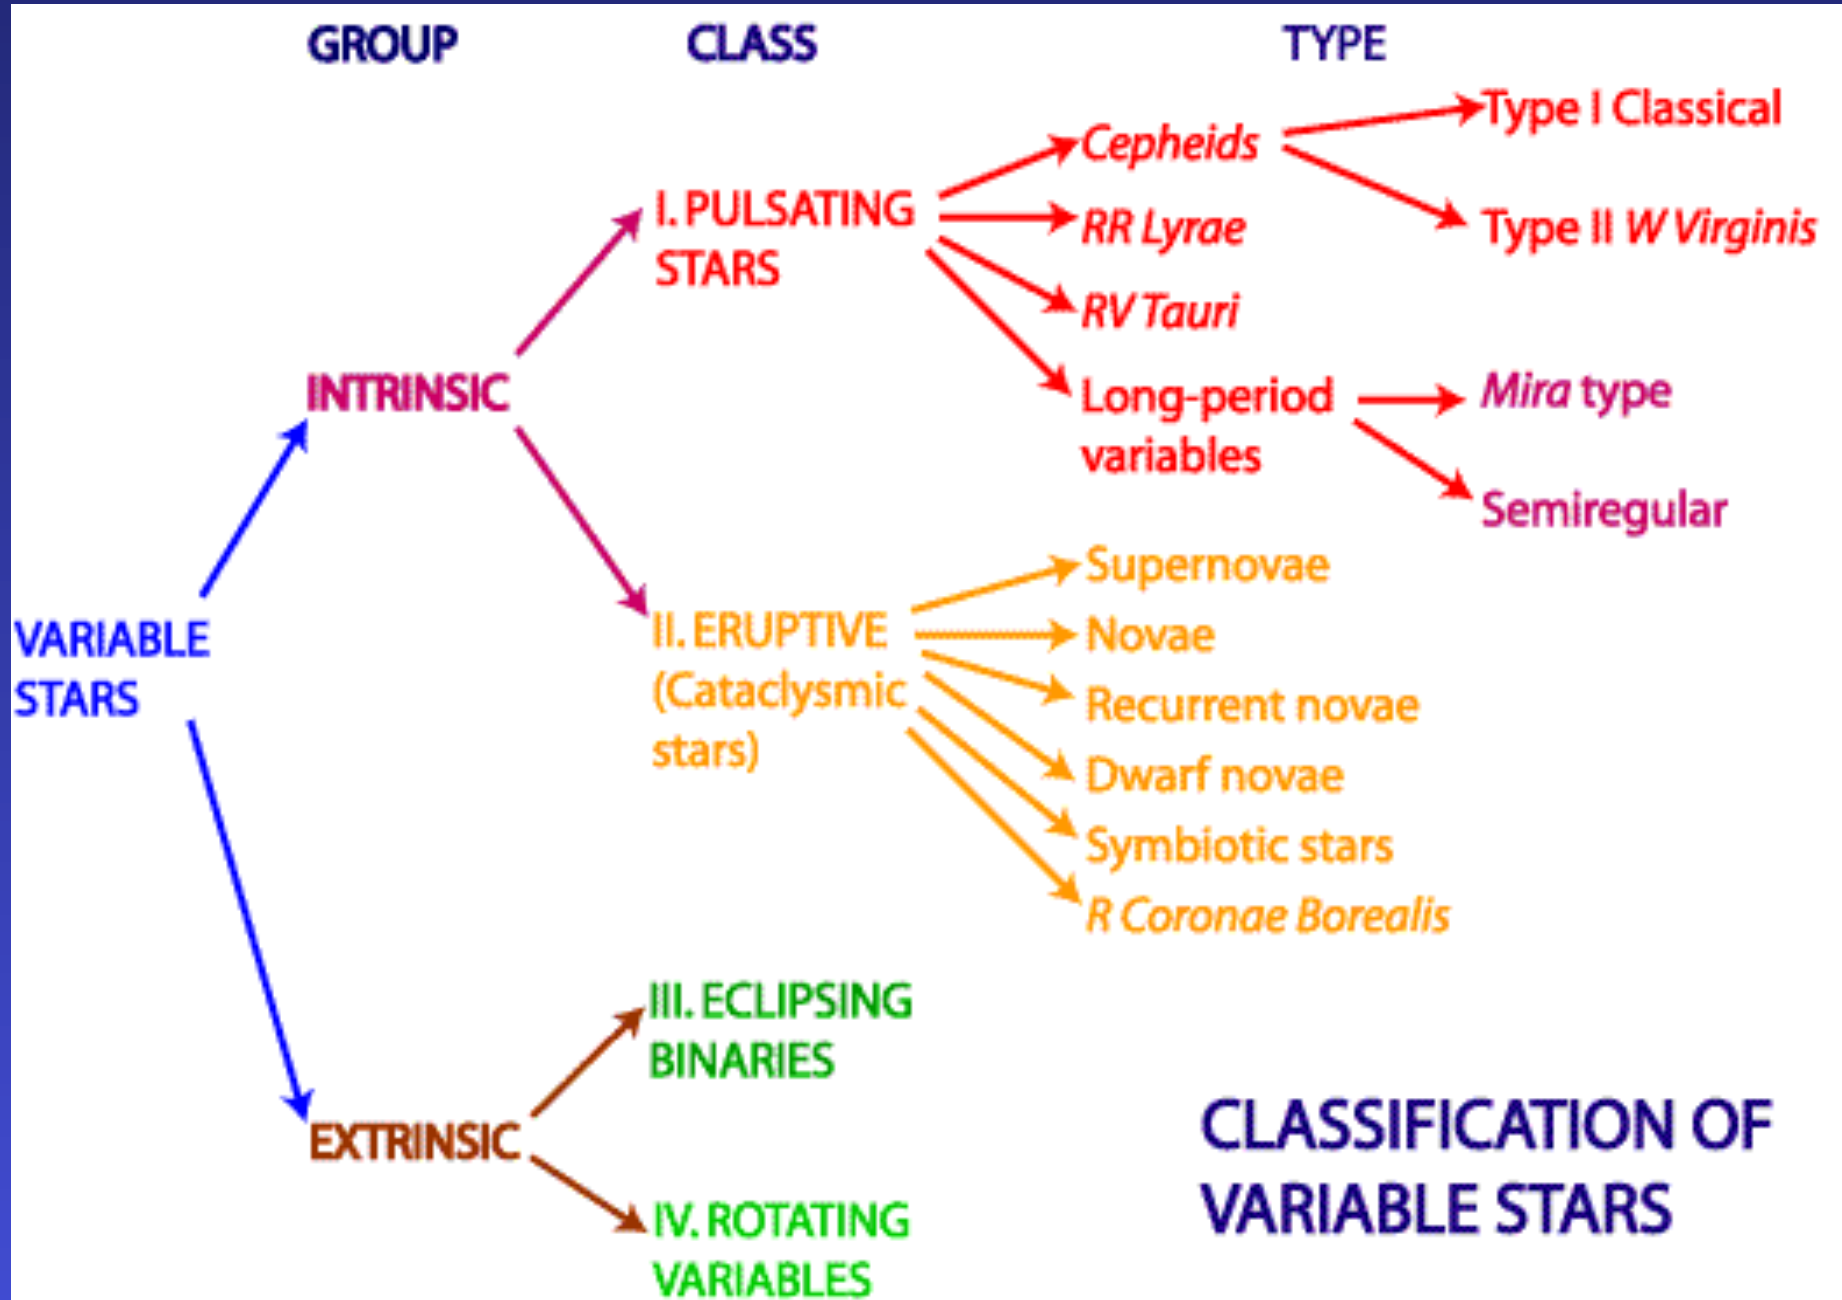 GROUP CLASS TYPE
Type I Classical
Cepheids
I. PULSATING
STARS
RR Lyrae
Type II W Virginis
RV Tauri
INTRINSIC
Long-period
variables
Mira type
Semiregular
Supernovae
VARIABLE
STARS
II. ERUPTIVE
(Cataclysmic
stars)
Novae
Recurrent novae
Dwarf novae
Symbiotic stars
R Coronae Borealis
III. ECLIPSING
BINARIES
EXTRINSIC
IV. ROTATING
VARIABLES
CLASSIFICATION OF
VARIABLE STARS